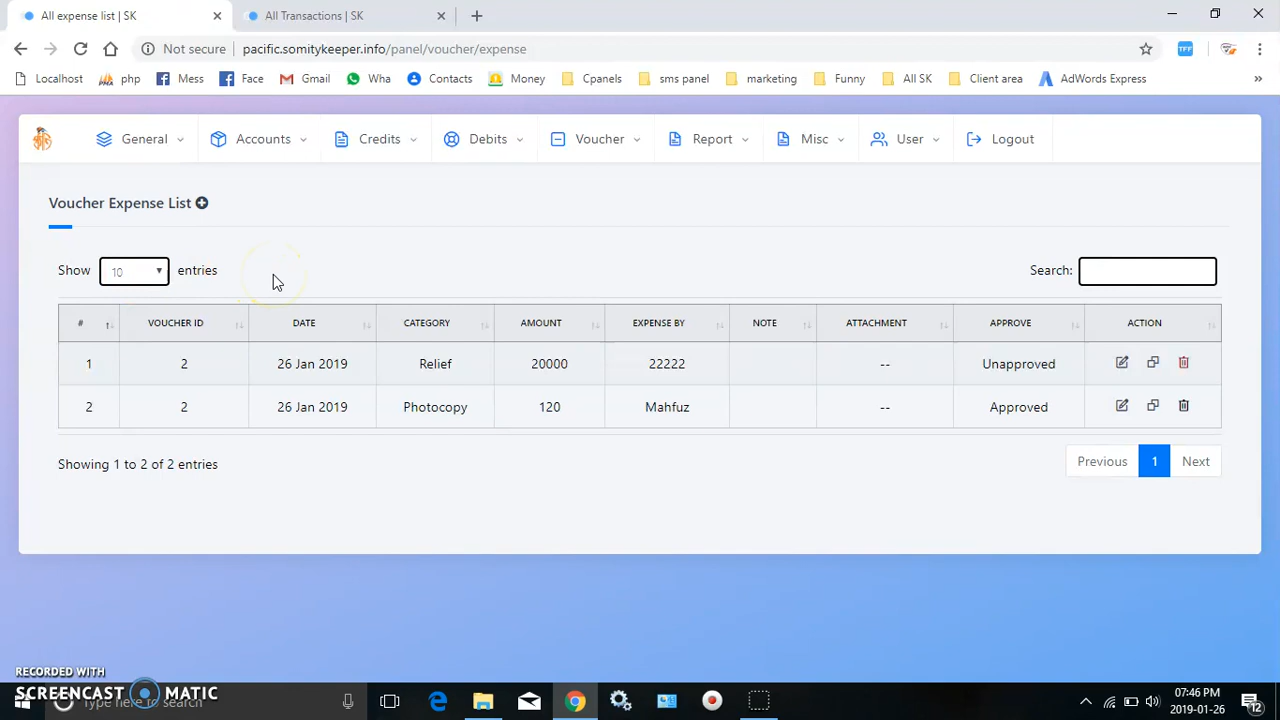 All expense list | SK
All Transactions | SK
Not secure pacific.somitykeeper.info/panel/voucher/expense
TFF
Localhost php Mess Face Gmail Wha Contacts Money Cpanels sms panel marketing Funny All SK Client area AdWords Express »
General Accounts Credits Debits Voucher Report Misc User Logout
Voucher Expense List
Show 10 entries Search:
# VOUCHER ID DATE CATEGORY AMOUNT EXPENSE BY NOTE ATTACHMENT APPROVE ACTION
1 2 26 Jan 2019 Relief 20000 22222 -- Unapproved
2 2 26 Jan 2019 Photocopy 120 Mahfuz -- Approved
Showing 1 to 2 of 2 entries Previous 1 Next
RECORDED WITH
SCREENCAST MATIC
Type here to search
07:46 PM
2019-01-26
12